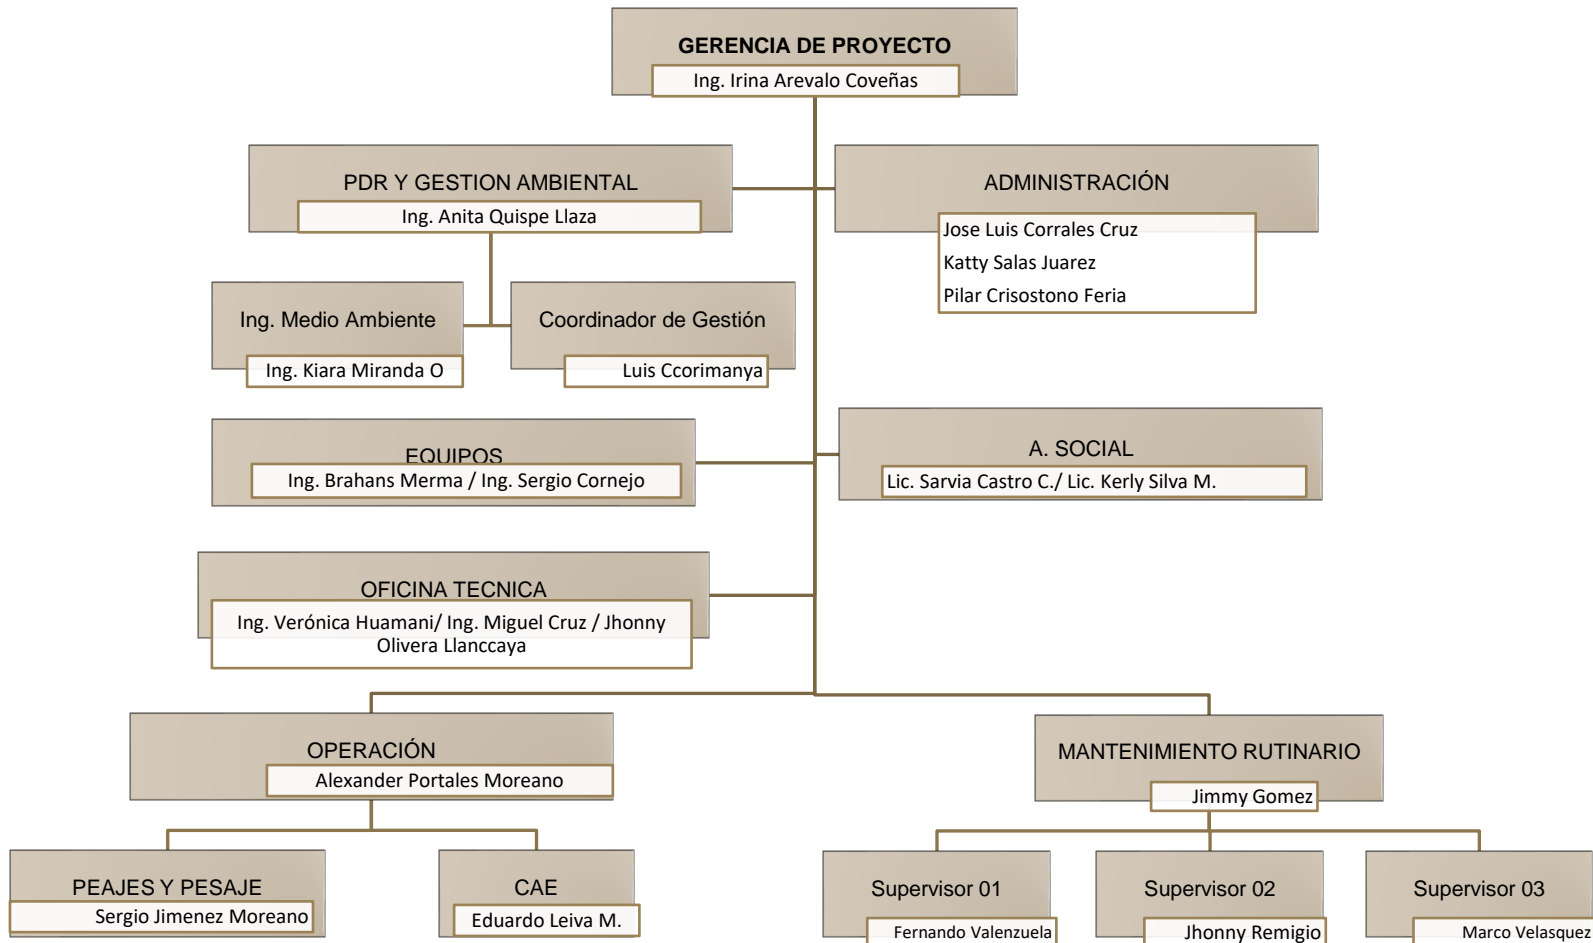 GERENCIA DE PROYECTO
Ing. Irina Arevalo Coveñas
PDR Y GESTION AMBIENTAL
Ing. Anita Quispe Llaza
ADMINISTRACIÓN
Jose Luis Corrales Cruz
Katty Salas Juarez
Pilar Crisostono Feria
Ing. Medio Ambiente
Ing. Kiara Miranda O
Coordinador de Gestión
Luis Ccorimanya
EQUIPOS
Ing. Brahans Merma / Ing. Sergio Cornejo
A. SOCIAL
Lic. Sarvia Castro C./ Lic. Kerly Silva M.
OFICINA TECNICA
Ing. Verónica Huamani/ Ing. Miguel Cruz / Jhonny
Olivera Llanccaya
OPERACIÓN
Alexander Portales Moreano
MANTENIMIENTO RUTINARIO
Jimmy Gomez
PEAJES Y PESAJE
Sergio Jimenez Moreano
CAE
Eduardo Leiva M.
Supervisor 01
Fernando Valenzuela
Supervisor 02
Jhonny Remigio
Supervisor 03
Marco Velasquez